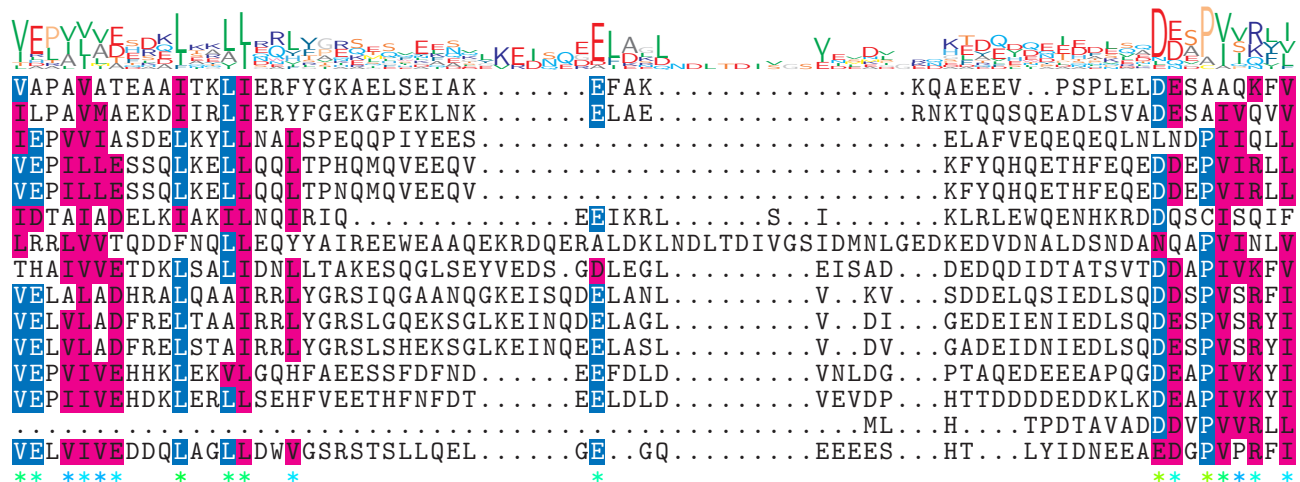 VAPAVATEAAITKLIERFYGKAELSEIAK.......EFAK................KQAEEEV..PSPLELDESAAQKFV
ILPAVMAEKDIIRLIERYFGEKGFEKLNK.......ELAE................RNKTQQSQEADLSVADESAIVQVV
IEPVVIASDELKYLLNALSPEQQPIYEES.............................ELAFVEQEQEQLNLNDPIIQLL
VEPILLESSQLKELLQQLTPHQMQVEEQV.............................KFYQHQETHFEQEDDEPVIRLL
VEPILLESSQLKELLQQLTPNQMQVEEQV.............................KFYQHQETHFEQEDDEPVIRLL
IDTAIADELKIAKILNQIRIQ..............EEIKRL......S..I.......KLRLEWQENHKRDDQSCISQIF
LRRLVVTQDDFNQLLEQYYAIREEWEAAQEKRDQERALDKLNDLTDIVGSIDMNLGEDKEDVDNALDSNDANQAPVINLV
THAIVVETDKLSALIDNLLTAKESQGLSEYVEDS.GDLEGL.........EISAD...DEDQDIDTATSVTDDAPIVKFV
VELALADHRALQAAIRRLYGRSIQGAANQGKEISQDELANL.........V..KV...SDDELQSIEDLSQDDSPVSRFI
VELVLADFRELTAAIRRLYGRSLGQEKSGLKEINQDELAGL.........V..DI...GEDEIENIEDLSQDESPVSRYI
VELVLADFRELSTAIRRLYGRSLSHEKSGLKEINQEELASL.........V..DV...GADEIDNIEDLSQDESPVSRYI
VEPVIVEHHKLEKVLGQHFAEESSFDFND......EEFDLD.........VNLDG...PTAQEDEEEAPQGDEAPIVKYI
VEPIIVEHDKLERLLSEHFVEETHFNFDT......EELDLD.........VEVDP...HTTDDDDEDDKLKDEAPIVKYI
.....................................................ML...H....TPDTAVADDDVPVVRLL
VELVIVEDDQLAGLLDWVGSRSTSLLQEL......GE..GQ.........EEEES...HT...LYIDNEEAEDGPVPRFI
** **** * ** * * ** **** *